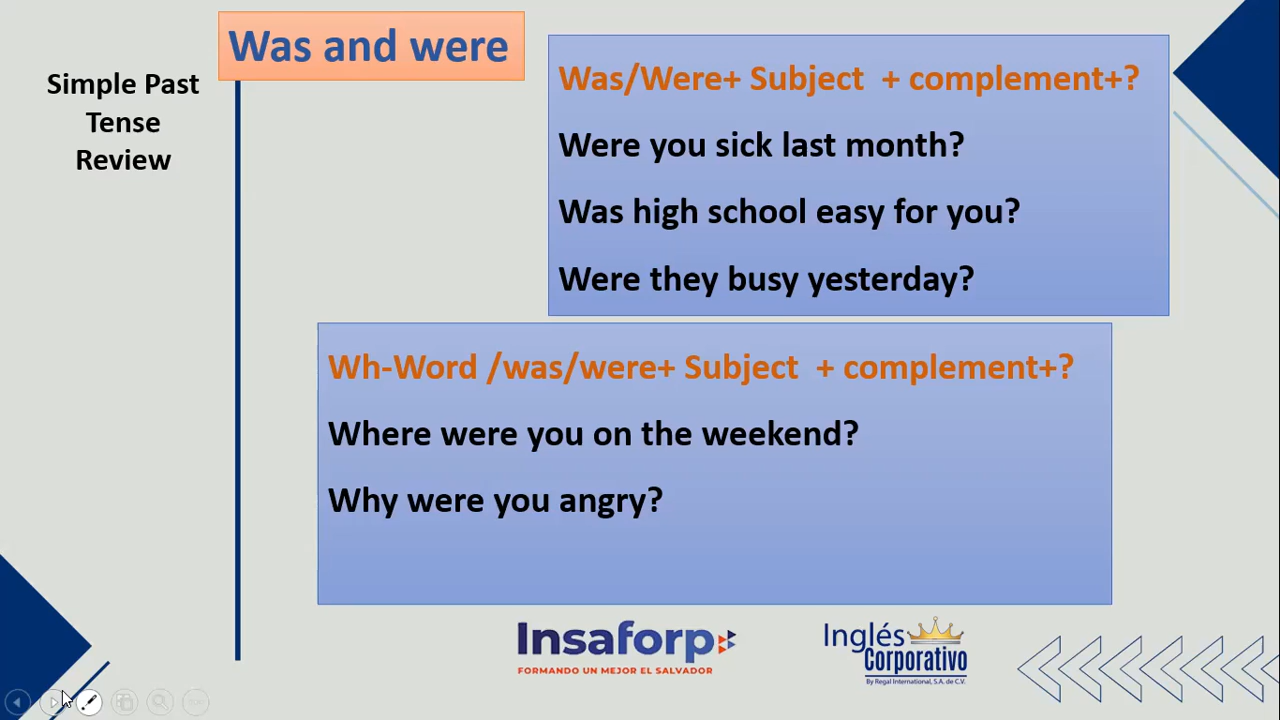 Was and were
Simple Past
Tense
Review
Was/Were+ Subject + complement+?
Were you sick last month?
Was high school easy for you?
Were they busy yesterday?
Wh-Word /was/were+ Subject + complement+?
Where were you on the weekend?
Why were you angry?
Insaforp
FORMANDO UN MEJOR EL SALVADOR
Inglés
Corporativo
By Regal International, S.A. de C.V.